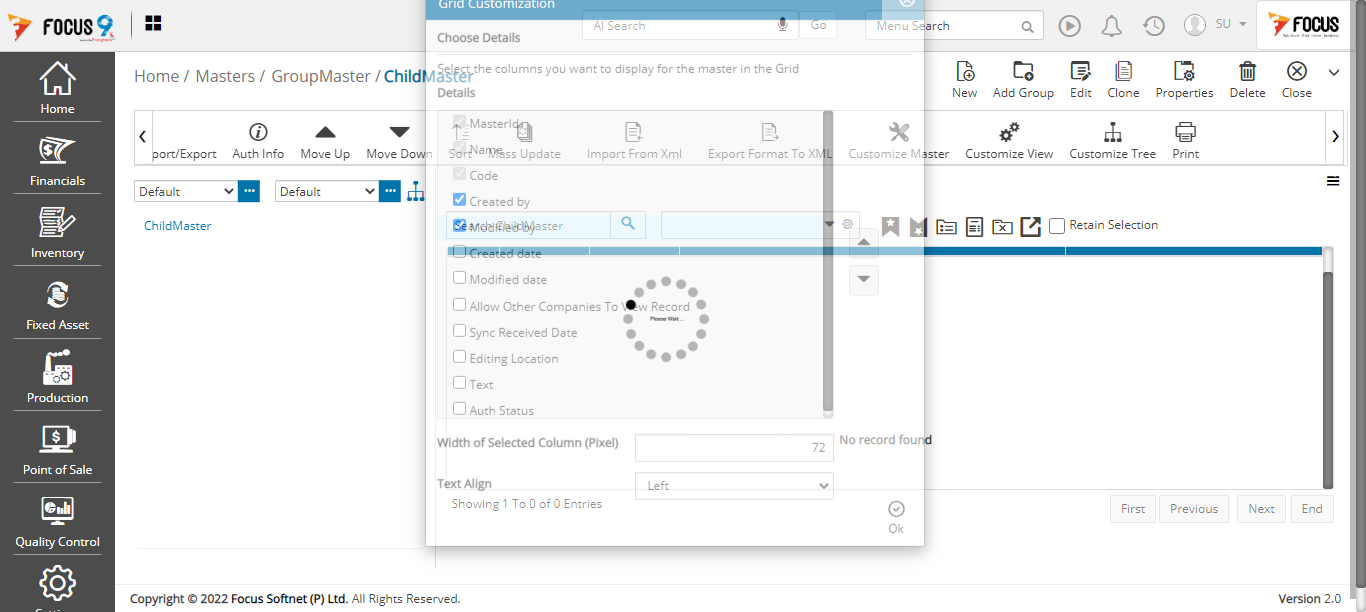 FOCUS 9
Grid Customization
AI Search
Go
Menu Search
SU
FOCUS
Choose Details
Home / Masters / GroupMaster / ChildMaster
Select the columns you want to display for the master in the Grid
Details
New
Add Group
Edit
Clone
Properties
Delete
Close
Home
Financials
Inventory
Fixed Asset
Production
Point of Sale
Quality Control
port/Export
Auth Info
Move Up
Move Down
Sort
Mass Update
Import From Xml
Export Format To XML
Customize Master
Customize View
Customize Tree
Print
Default
Default
ChildMaster
Search ChildMaster
Retain Selection
MasterId
Name
Code
Created by
Modified by
Created date
Modified date
Allow Other Companies To View Record
Sync Received Date
Editing Location
Text
Auth Status
Please Wait ...
Width of Selected Column (Pixel)
72
No record found
Text Align
Left
Showing 1 To 0 of 0 Entries
Ok
First
Previous
Next
End
Copyright © 2022 Focus Softnet (P) Ltd. All Rights Reserved.
Version 2.0